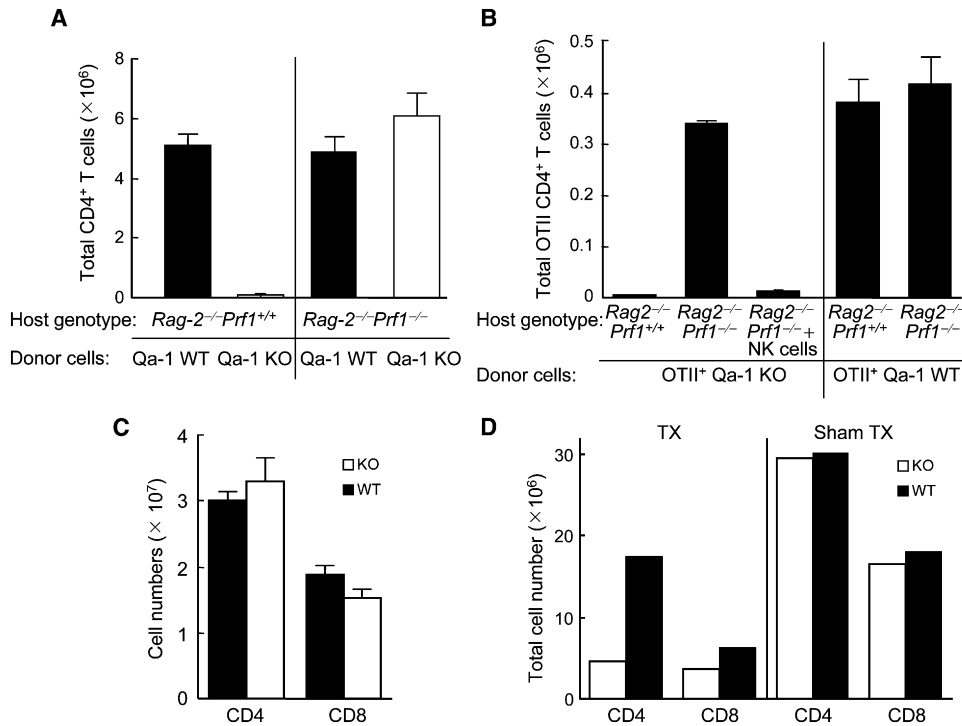 A
Total CD4⁺ T cells (×10⁶)
8
6
4
2
0
Host genotype: Rag-2⁻/⁻Prf1⁺/⁺ Rag-2⁻/⁻Prf1⁻/⁻
Donor cells: Qa-1 WT Qa-1 KO Qa-1 WT Qa-1 KO
B
Total OTII CD4⁺ T cells (×10⁶)
0.5
0.4
0.3
0.2
0.1
0
Host genotype: Rag2⁻/⁻ Prf1⁺/⁺ Rag2⁻/⁻ Prf1⁻/⁻ Rag2⁻/⁻ Prf1⁻/⁻+ NK cells Rag2⁻/⁻ Prf1⁺/⁺ Rag2⁻/⁻ Prf1⁻/⁻
Donor cells: OTII⁺ Qa-1 KO OTII⁺ Qa-1 WT
C
Cell numbers (× 10⁷)
4
3
2
1
0
KO
WT
CD4 CD8
D
TX Sham TX
Total cell number (×10⁶)
30
20
10
0
KO
WT
CD4 CD8 CD4 CD8